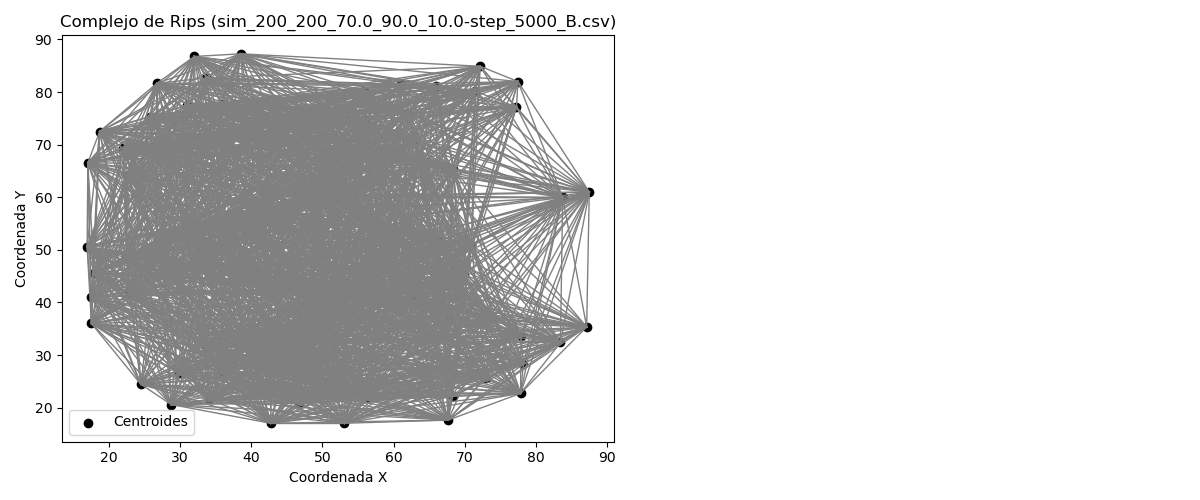 Complejo de Rips (sim_200_200_70.0_90.0_10.0-step_5000_B.csv)
90
80
70
60
50
40
30
20
Coordenada Y
Centroides
20 30 40 50 60 70 80 90
Coordenada X